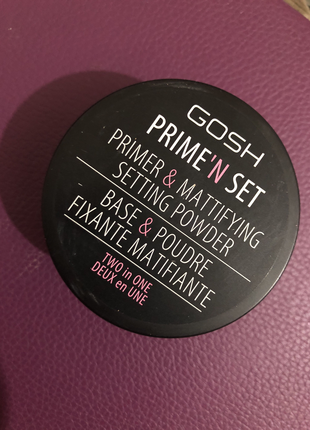 GOSH
PRIME'N SET
PRIMER & MATTIFYING
SETTING POWDER
BASE & POUDRE
FIXANTE MATIFIANTE
TWO in ONE
DEUX en UNE